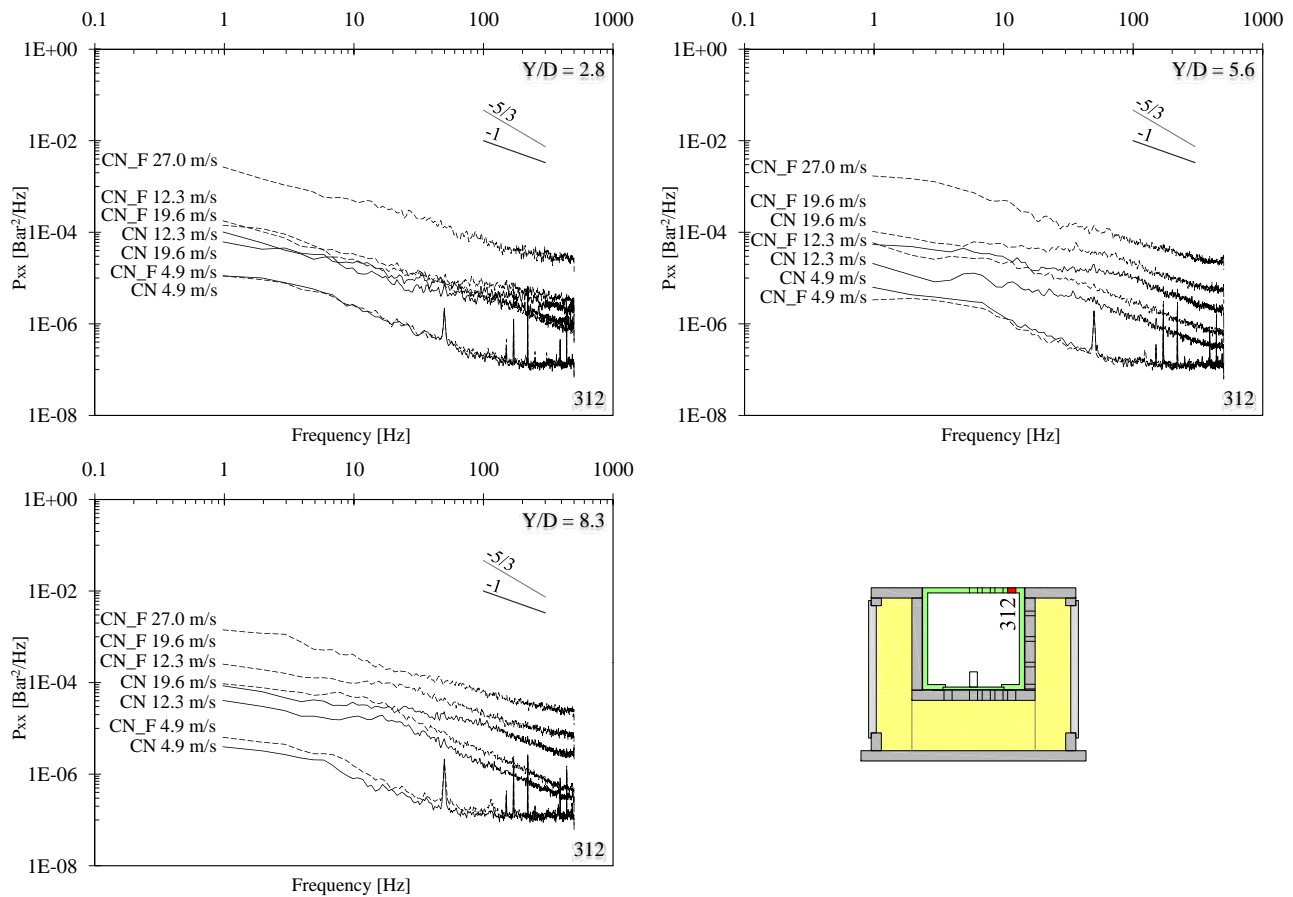 0.1 1 10 100 1000
1E+00
Y/D = 2.8
-5/3
-1
1E-02
CN_F 27.0 m/s
CN_F 12.3 m/s
CN_F 19.6 m/s
1E-04
CN 12.3 m/s
CN 19.6 m/s
CN_F 4.9 m/s
CN 4.9 m/s
1E-06
312
1E-08
Pxx [Bar²/Hz]
Frequency [Hz]
0.1 1 10 100 1000
1E+00
Y/D = 5.6
-5/3
-1
1E-02
CN_F 27.0 m/s
CN_F 19.6 m/s
CN 19.6 m/s
1E-04
CN_F 12.3 m/s
CN 12.3 m/s
CN 4.9 m/s
CN_F 4.9 m/s
1E-06
312
1E-08
Pxx [Bar²/Hz]
Frequency [Hz]
0.1 1 10 100 1000
1E+00
Y/D = 8.3
-5/3
-1
1E-02
CN_F 27.0 m/s
CN_F 19.6 m/s
CN_F 12.3 m/s
CN 19.6 m/s
1E-04
CN 12.3 m/s
CN_F 4.9 m/s
CN 4.9 m/s
1E-06
312
1E-08
Pxx [Bar²/Hz]
Frequency [Hz]
312